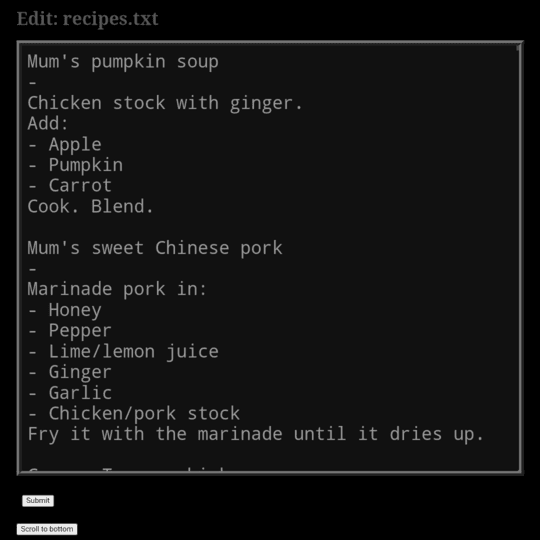 Edit: recipes.txt
Mum's pumpkin soup
-
Chicken stock with ginger.
Add:
- Apple
- Pumpkin
- Carrot
Cook. Blend.
Mum's sweet Chinese pork
-
Marinade pork in:
- Honey
- Pepper
- Lime/lemon juice
- Ginger
- Garlic
- Chicken/pork stock
Fry it with the marinade until it dries up.
Submit
Scroll to bottom